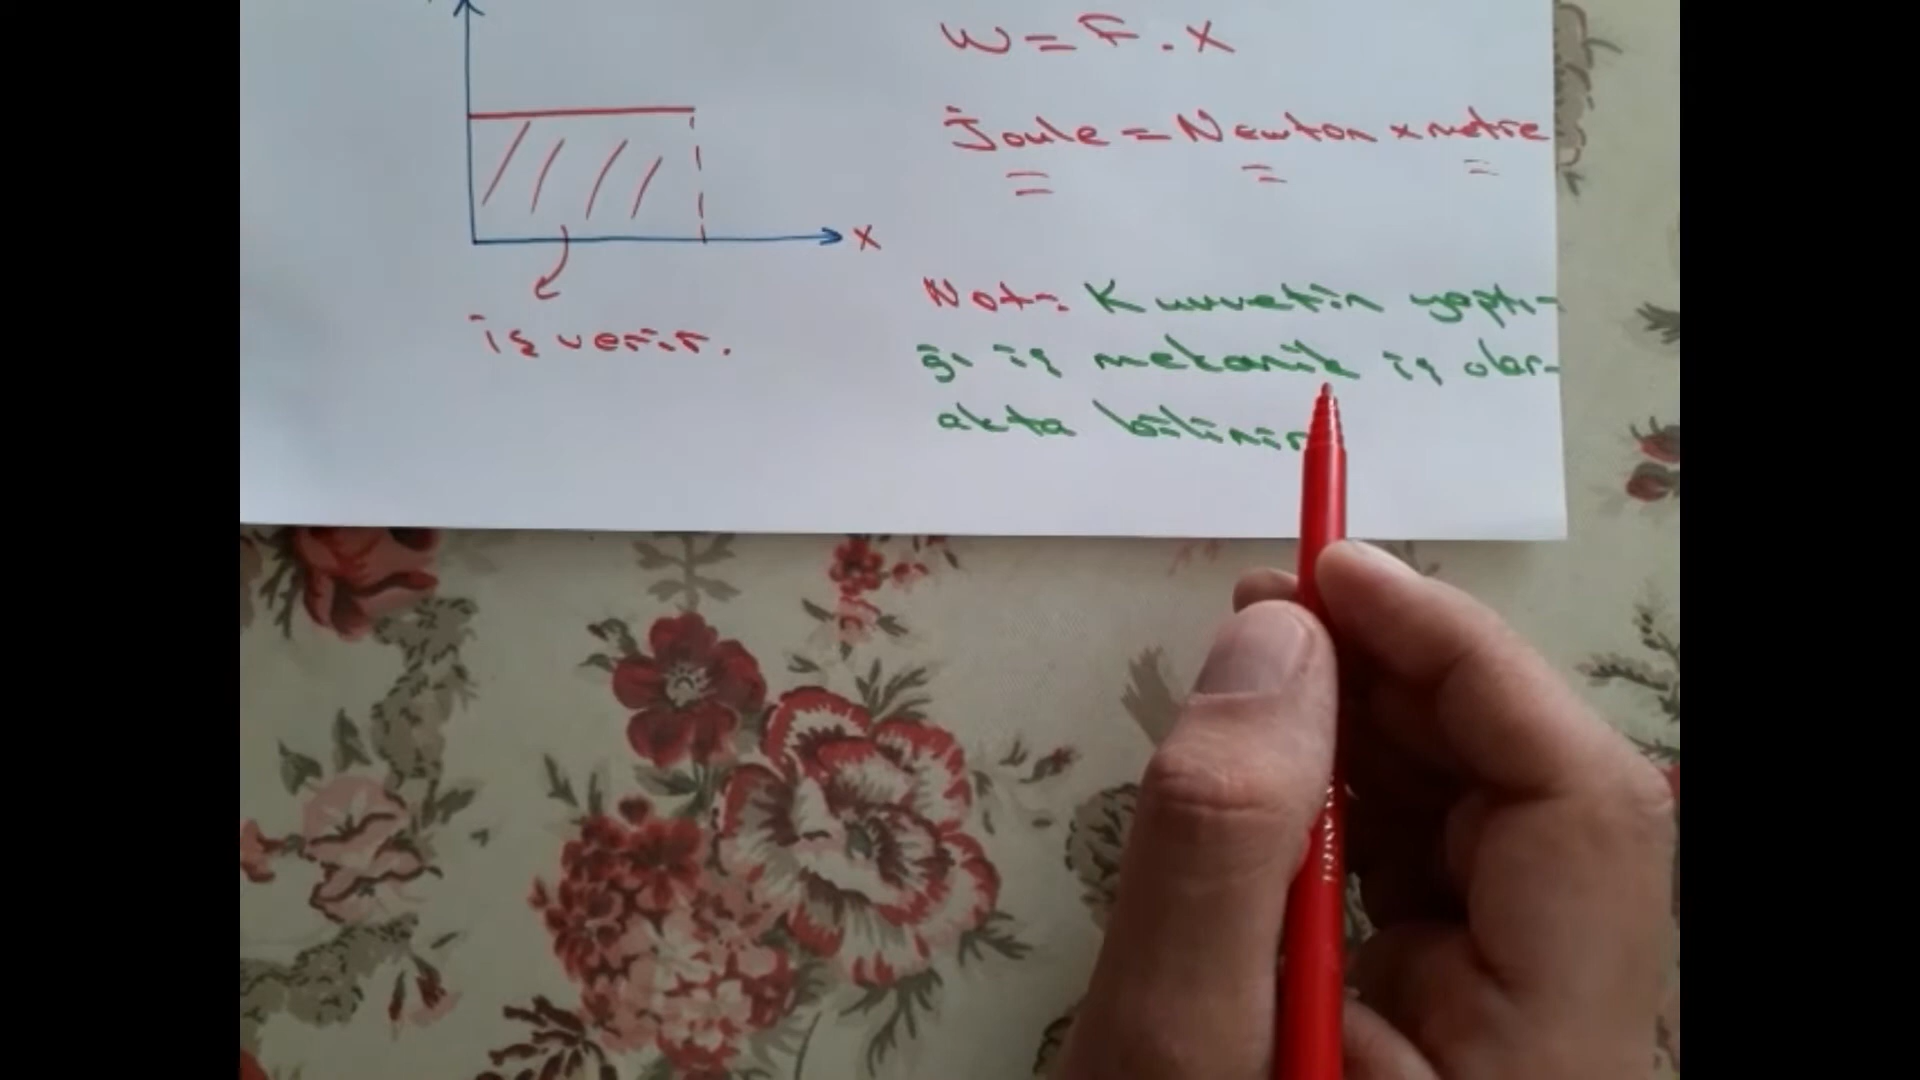 W = F . x
Joule = Newton x metre
x
iş verir.
Not: Kuvvetin yaptı-
ğı iş mekanik iş olar-
akta bilinir